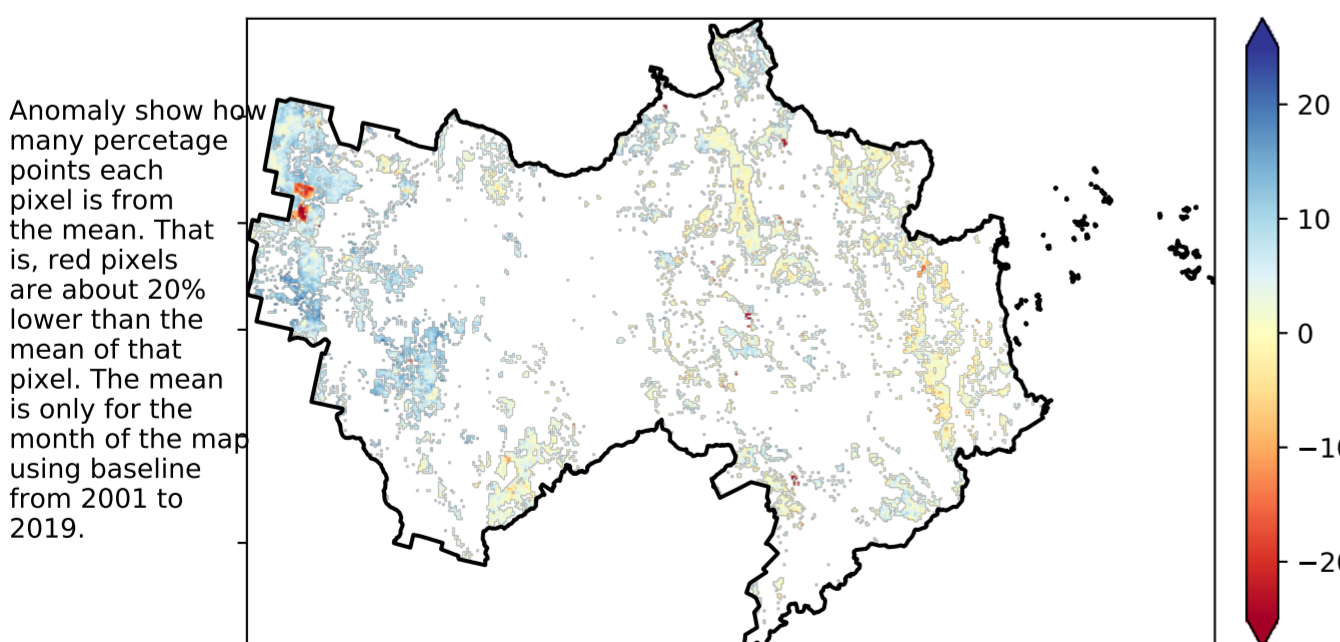 Anomaly show how
many percetage
points each
pixel is from
the mean. That
is, red pixels
are about 20%
lower than the
mean of that
pixel. The mean
is only for the
month of the map
using baseline
from 2001 to
2019.
20
10
0
−10
−20